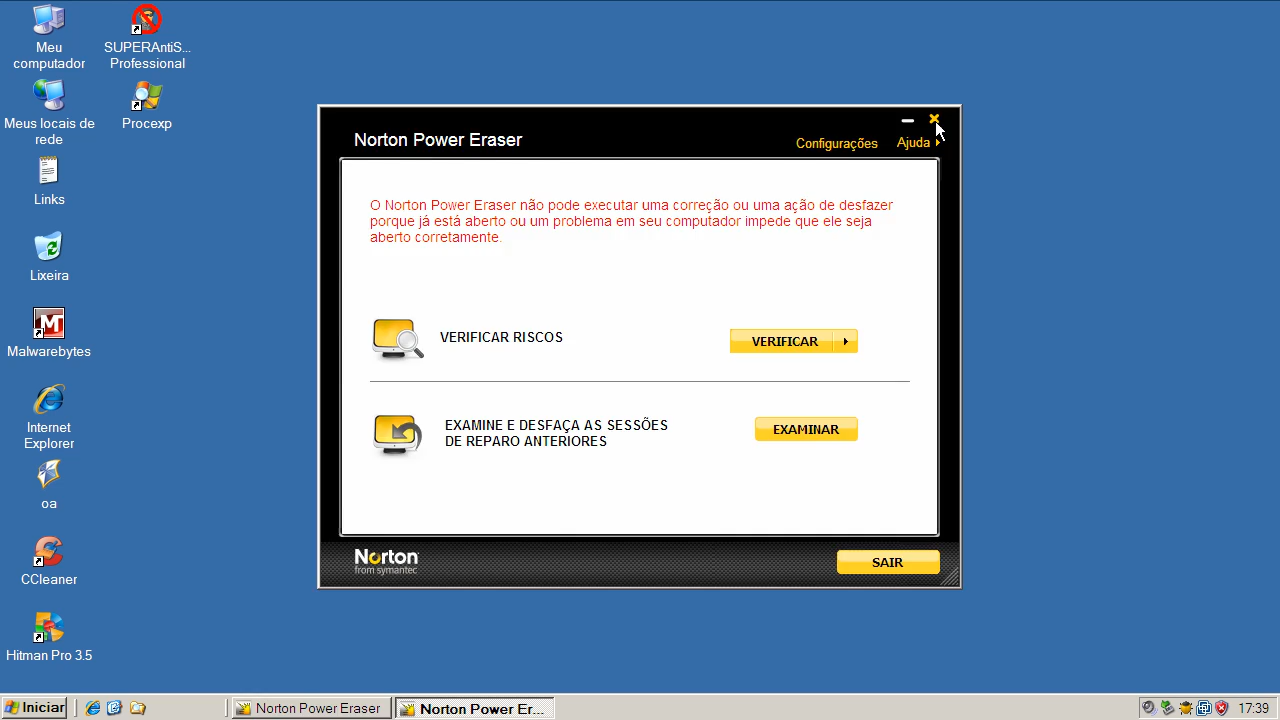 Meu
computador
SUPERAntiS...
Professional
Meus locais de
rede
Procexp
Links
Lixeira
Malwarebytes
Internet
Explorer
oa
CCleaner
Hitman Pro 3.5
Norton Power Eraser
Configurações
Ajuda
O Norton Power Eraser não pode executar uma correção ou uma ação de desfazer
porque já está aberto ou um problema em seu computador impede que ele seja
aberto corretamente.
VERIFICAR RISCOS
VERIFICAR
EXAMINE E DESFAÇA AS SESSÕES
DE REPARO ANTERIORES
EXAMINAR
Norton
from symantec
SAIR
Iniciar
Norton Power Eraser
Norton Power Er...
17:39